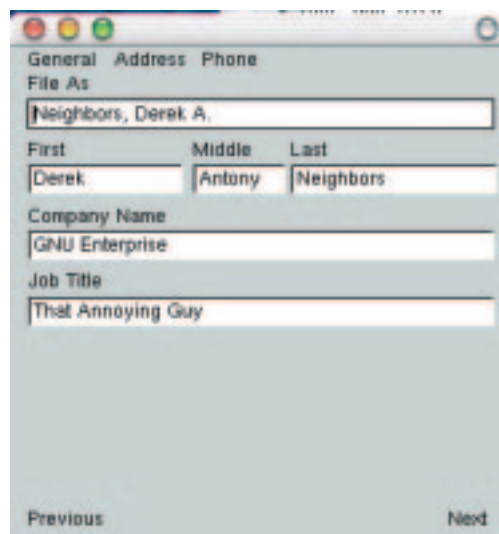 General Address Phone
File As
Neighbors, Derek A.
First Middle Last
Derek Antony Neighbors
Company Name
GNU Enterprise
Job Title
That Annoying Guy
Previous Next